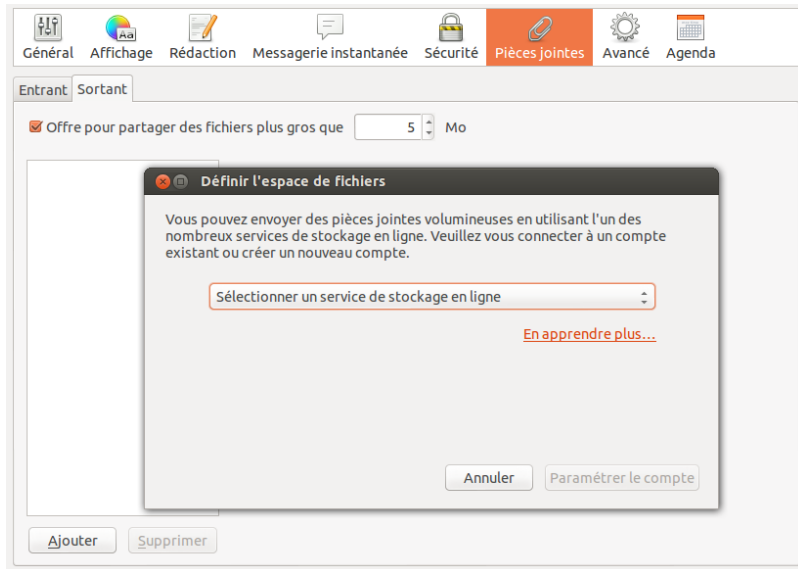 Général Affichage Rédaction Messagerie instantanée Sécurité Pièces jointes Avancé Agenda
Entrant Sortant
Offre pour partager des fichiers plus gros que 5 Mo
Définir l'espace de fichiers
Vous pouvez envoyer des pièces jointes volumineuses en utilisant l'un des
nombreux services de stockage en ligne. Veuillez vous connecter à un compte
existant ou créer un nouveau compte.
Sélectionner un service de stockage en ligne
En apprendre plus...
Annuler Paramétrer le compte
Ajouter Supprimer